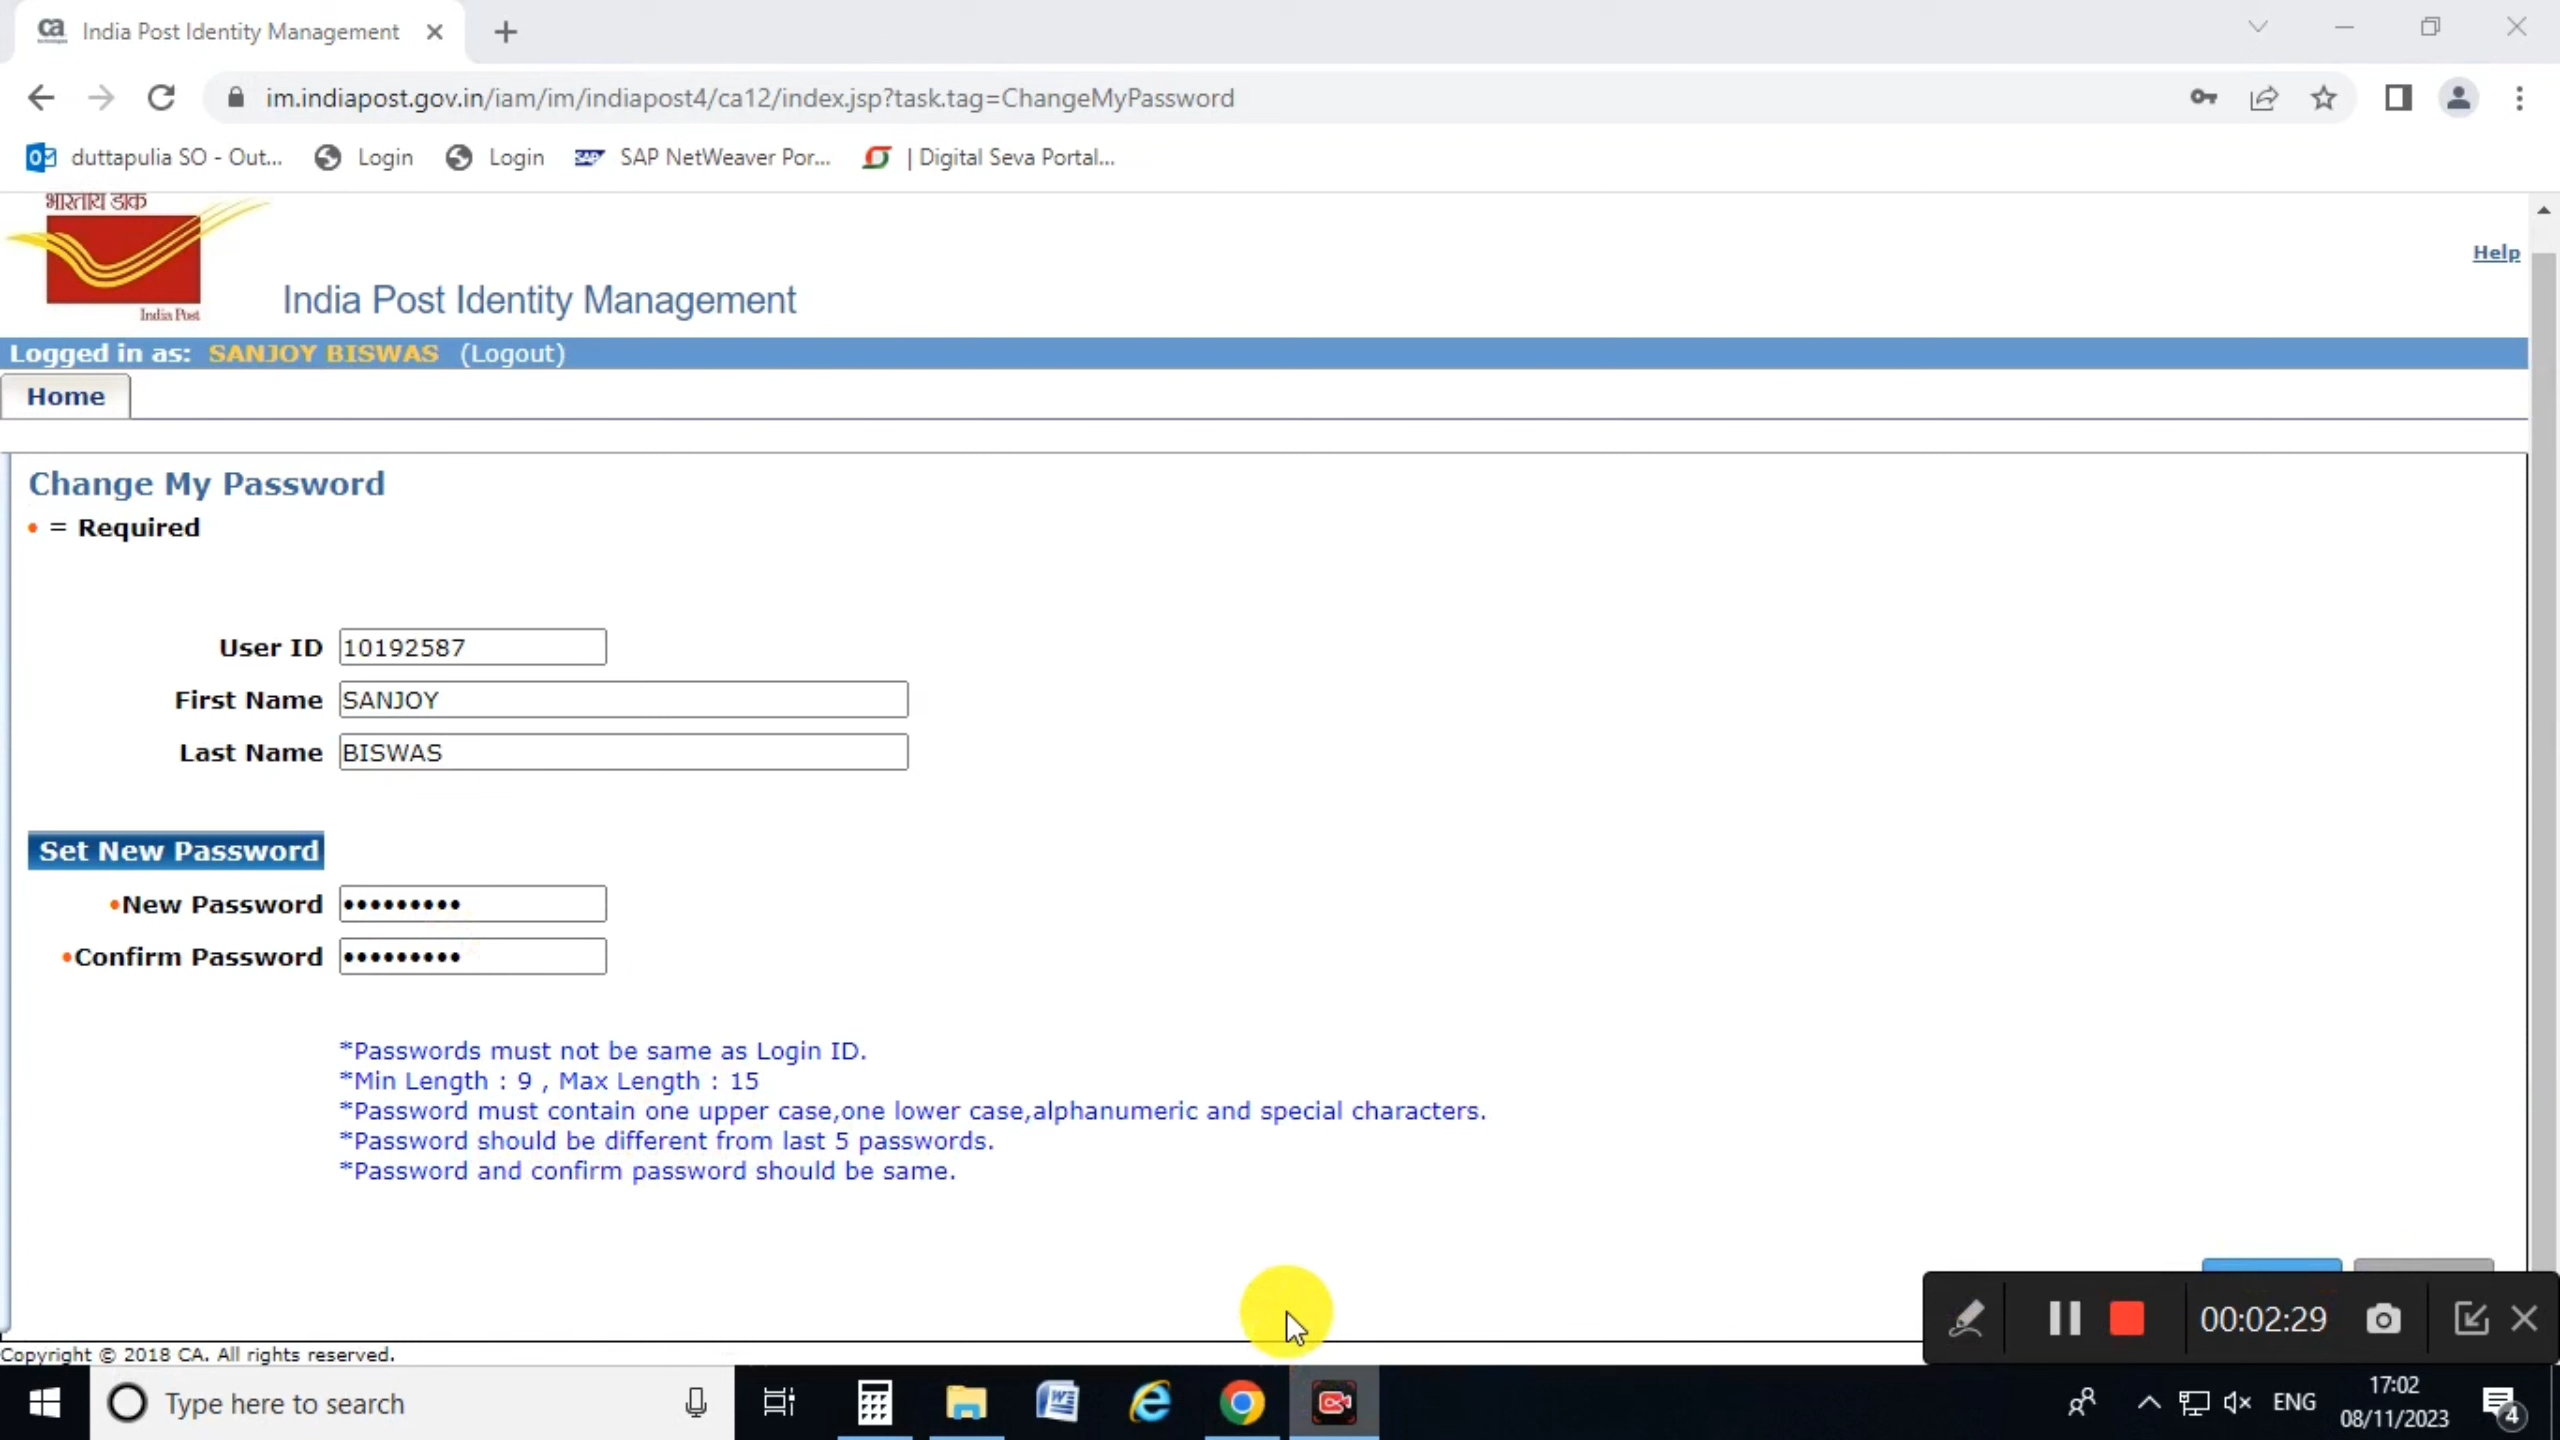 India Post Identity Management
im.indiapost.gov.in/iam/im/indiapost4/ca12/index.jsp?task.tag=ChangeMyPassword
duttapulia SO - Out... Login Login SAP NetWeaver Por... | Digital Seva Portal...
भारतीय डाक
India Post
Help
India Post Identity Management
Logged in as: SANJOY BISWAS (Logout)
Home
Change My Password
• = Required
User ID 10192587
First Name SANJOY
Last Name BISWAS
Set New Password
•New Password •••••••••
•Confirm Password •••••••••
*Passwords must not be same as Login ID.
*Min Length : 9 , Max Length : 15
*Password must contain one upper case,one lower case,alphanumeric and special characters.
*Password should be different from last 5 passwords.
*Password and confirm password should be same.
00:02:29
Copyright © 2018 CA. All rights reserved.
Type here to search
ENG
17:02
08/11/2023
4